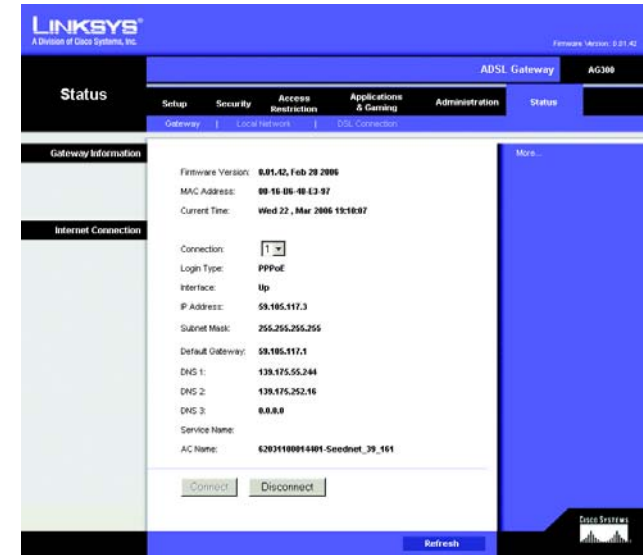 LINKSYS®
A Division of Cisco Systems, Inc.
Firmware Version: 0.01.42
ADSL Gateway AG300
Status
Setup Security Access Restriction Applications & Gaming Administration Status
Gateway | Local Network | DSL Connection
Gateway Information
More...
Firmware Version: 0.01.42, Feb 20 2006
MAC Address: 00-16-B6-40-E3-97
Current Time: Wed 22 , Mar 2006 19:10:07
Internet Connection
Connection: 1
Login Type: PPPoE
Interface: Up
IP Address: 59.105.117.3
Subnet Mask: 255.255.255.255
Default Gateway: 59.105.117.1
DNS 1: 139.175.55.244
DNS 2: 139.175.252.16
DNS 3: 0.0.0.0
Service Name:
AC Name: 62031100014401-Seednet_39_161
Connect Disconnect
Refresh
CISCO SYSTEMS